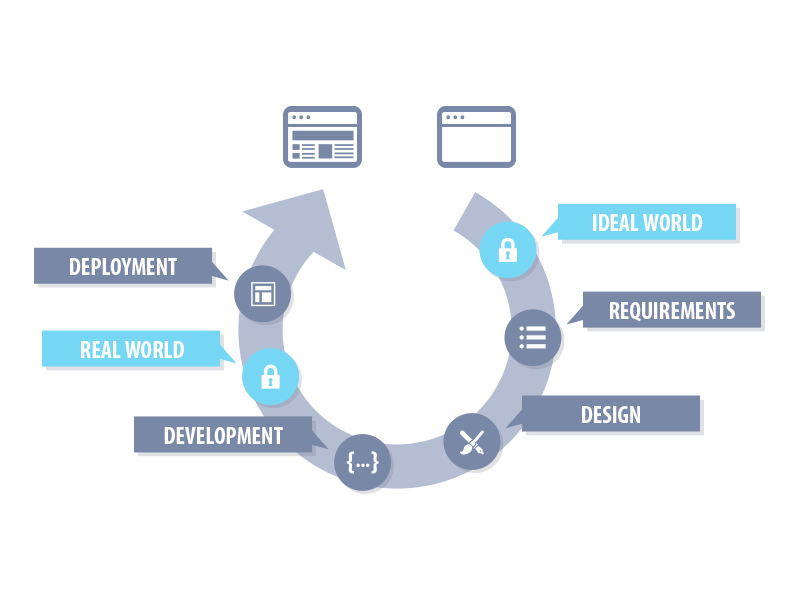 IDEAL WORLD
REQUIREMENTS
DESIGN
DEVELOPMENT
REAL WORLD
DEPLOYMENT
{...}